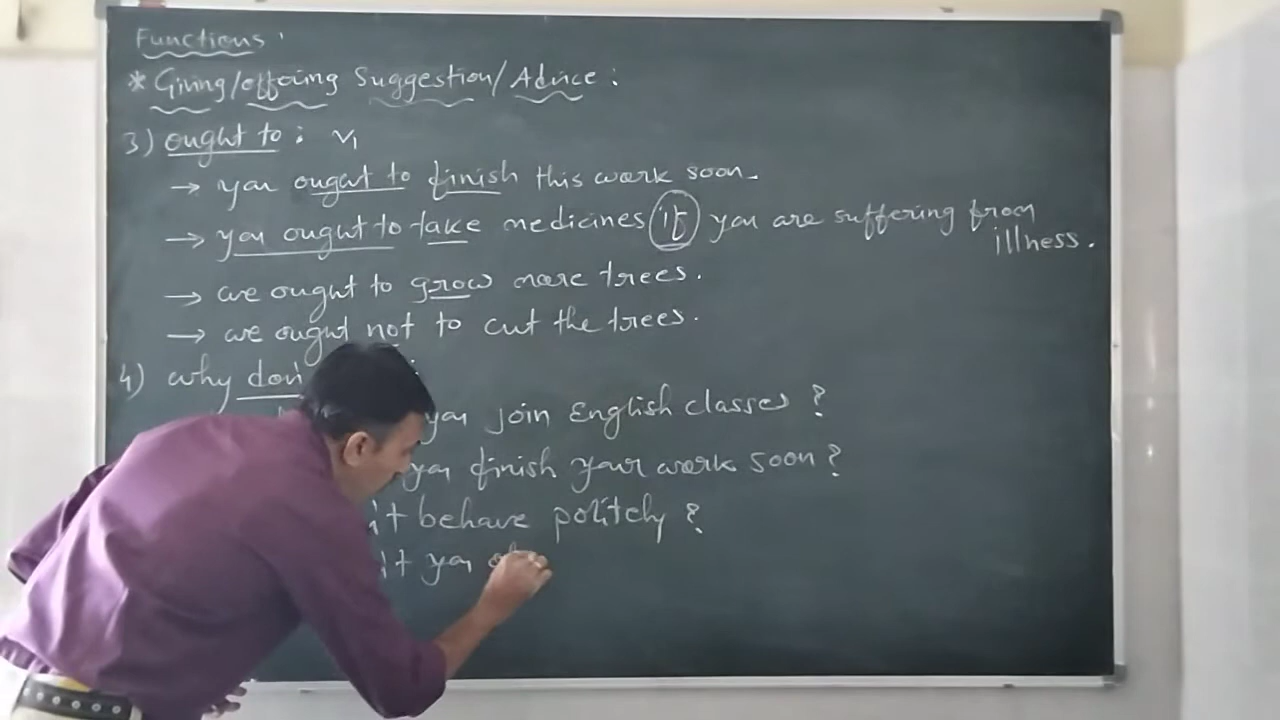 Functions
* Giving/offering Suggestion/Advice :
3) ought to : V1
→ you ought to finish this work soon.
→ you ought to take medicines if you are suffering from
illness.
→ we ought to grow more trees.
→ we ought not to cut the trees.
4) why don't
you join English classes ?
you finish your work soon ?
't behave politely ?
't you